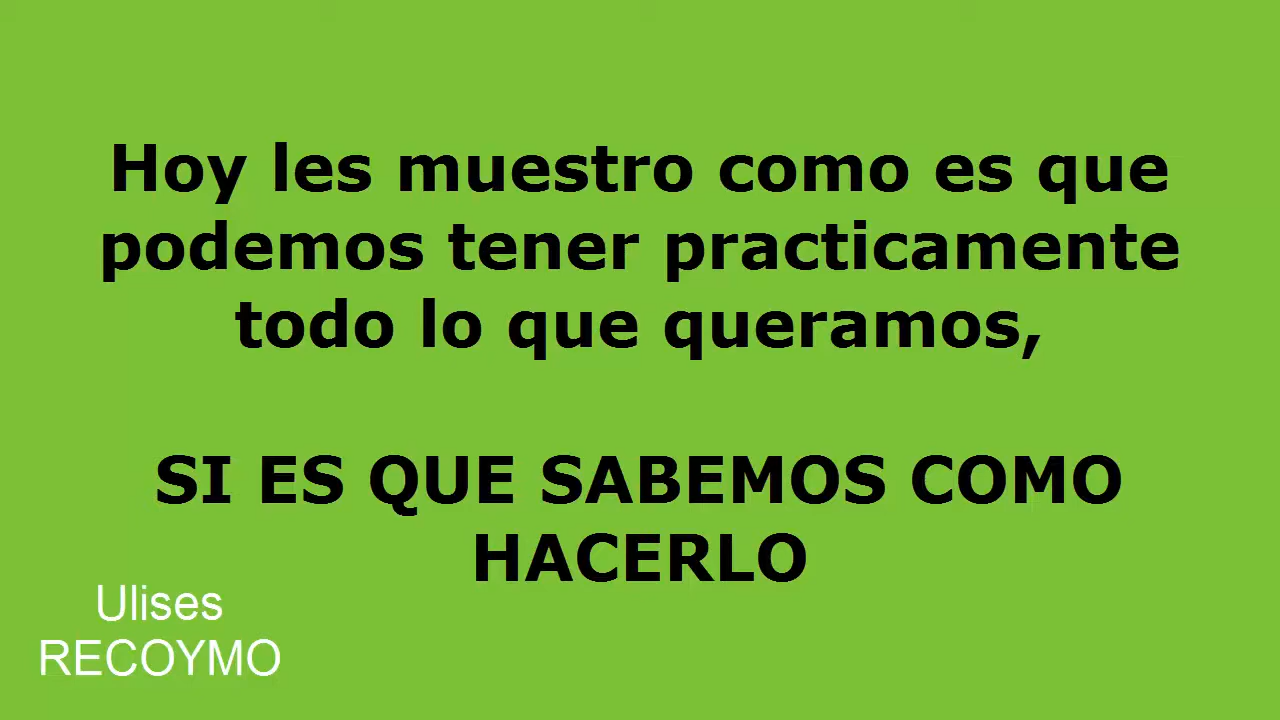 Hoy les muestro como es que
podemos tener practicamente
todo lo que queramos,
SI ES QUE SABEMOS COMO
HACERLO
Ulises
RECOYMO